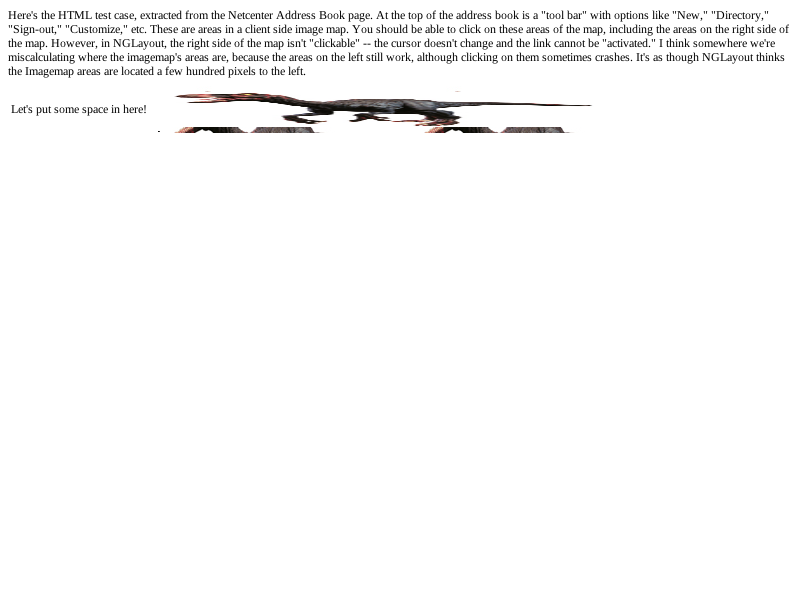 Here's the HTML test case, extracted from the Netcenter Address Book page. At the top of the address book is a "tool bar" with options like "New," "Directory,"
"Sign-out," "Customize," etc. These are areas in a client side image map. You should be able to click on these areas of the map, including the areas on the right side of
the map. However, in NGLayout, the right side of the map isn't "clickable" -- the cursor doesn't change and the link cannot be "activated." I think somewhere we're
miscalculating where the imagemap's areas are, because the areas on the left still work, although clicking on them sometimes crashes. It's as though NGLayout thinks
the Imagemap areas are located a few hundred pixels to the left.
Let's put some space in here!